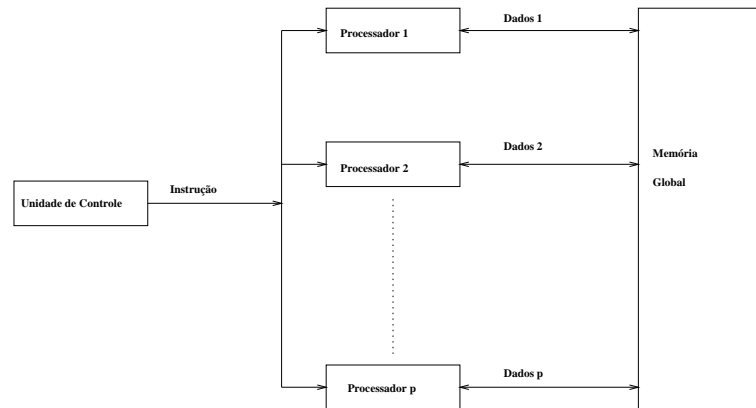 Processador 1
Dados 1
Processador 2
Dados 2
Memória
Global
Instrução
Unidade de Controle
Processador p
Dados p